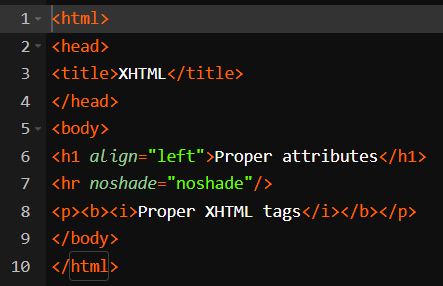 1 <html>
2 <head>
3 <title>XHTML</title>
4 </head>
5 <body>
6 <h1 align="left">Proper attributes</h1>
7 <hr noshade="noshade"/>
8 <p><b><i>Proper XHTML tags</i></b></p>
9 </body>
10 </html>